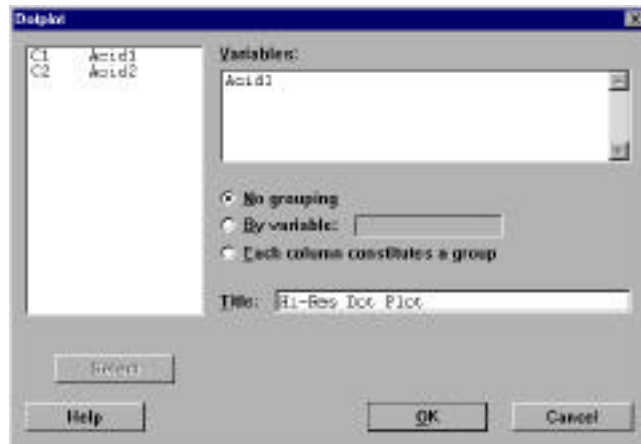 Dotplot
C1 Acid1
C2 Acid2
Variables:
Acid1
No grouping
By variable:
Each column constitutes a group
Title: Hi-Res Dot Plot
Select
Help
OK
Cancel